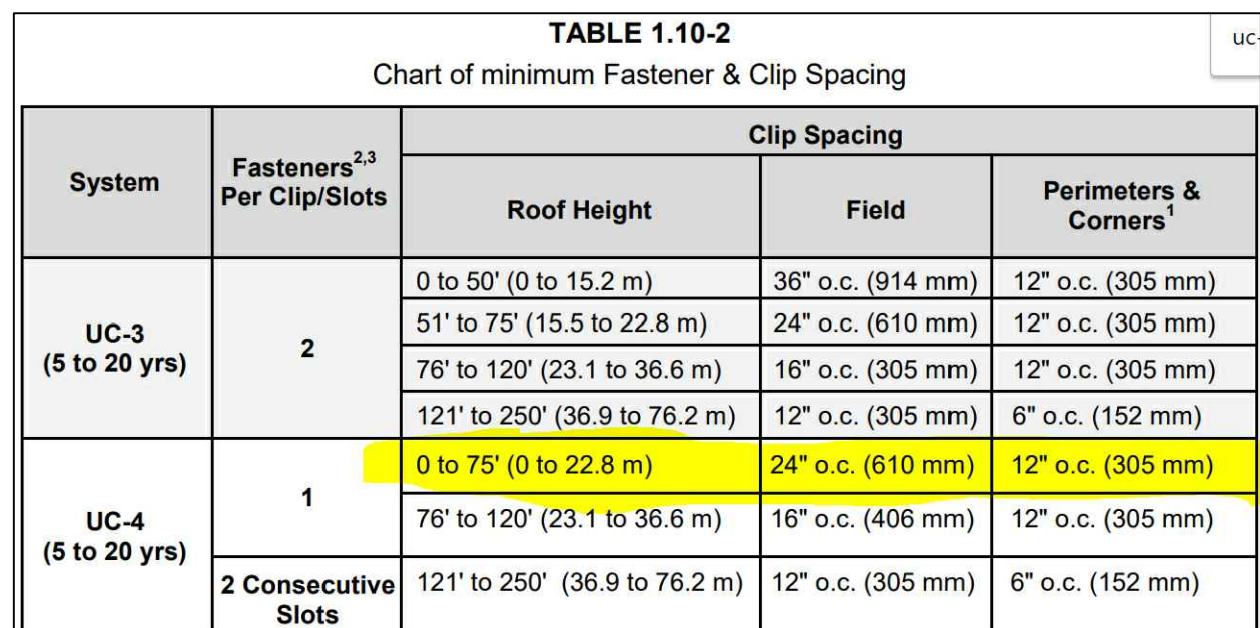 TABLE 1.10-2
uc-
Chart of minimum Fastener & Clip Spacing
System
Fasteners2,3
Per Clip/Slots
Clip Spacing
Roof Height
Field
Perimeters &
Corners1
UC-3
(5 to 20 yrs)
2
0 to 50' (0 to 15.2 m) 36" o.c. (914 mm) 12" o.c. (305 mm)
51' to 75' (15.5 to 22.8 m) 24" o.c. (610 mm) 12" o.c. (305 mm)
76' to 120' (23.1 to 36.6 m) 16" o.c. (305 mm) 12" o.c. (305 mm)
121' to 250' (36.9 to 76.2 m) 12" o.c. (305 mm) 6" o.c. (152 mm)
UC-4
(5 to 20 yrs)
1
0 to 75' (0 to 22.8 m) 24" o.c. (610 mm) 12" o.c. (305 mm)
76' to 120' (23.1 to 36.6 m) 16" o.c. (406 mm) 12" o.c. (305 mm)
2 Consecutive
Slots
121' to 250' (36.9 to 76.2 m) 12" o.c. (305 mm) 6" o.c. (152 mm)